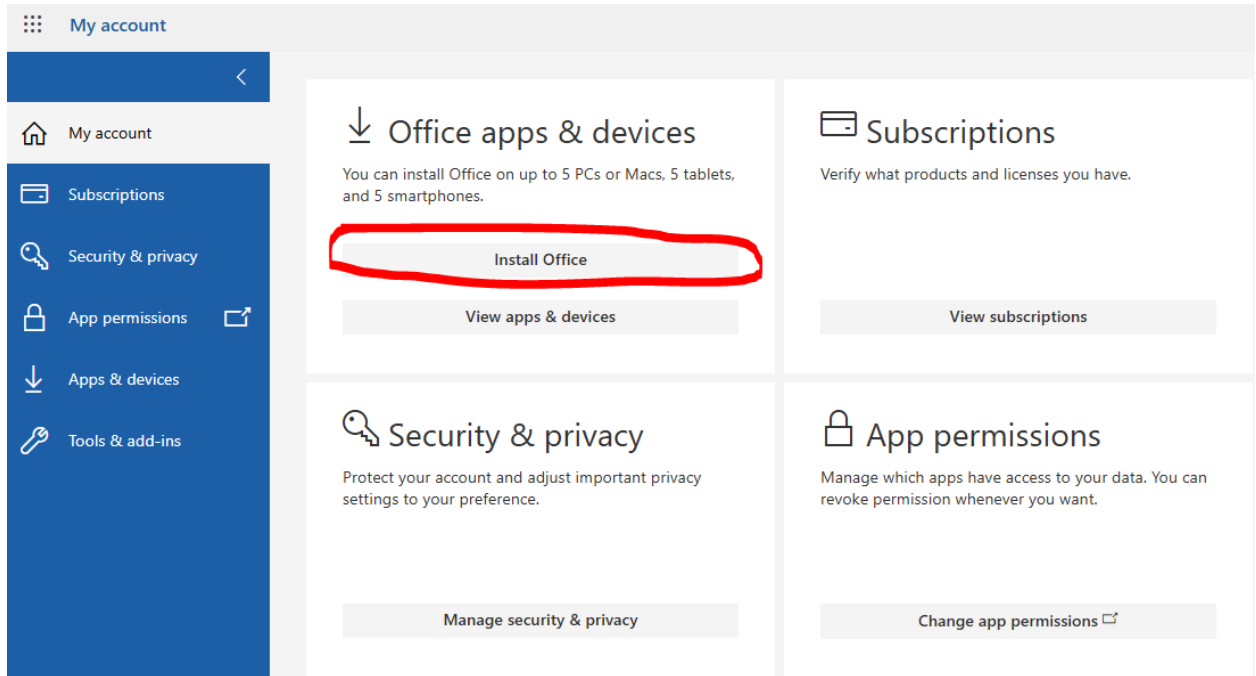 My account
My account
Subscriptions
Security & privacy
App permissions
Apps & devices
Tools & add-ins
Office apps & devices
You can install Office on up to 5 PCs or Macs, 5 tablets,
and 5 smartphones.
Install Office
View apps & devices
Subscriptions
Verify what products and licenses you have.
View subscriptions
Security & privacy
Protect your account and adjust important privacy
settings to your preference.
Manage security & privacy
App permissions
Manage which apps have access to your data. You can
revoke permission whenever you want.
Change app permissions